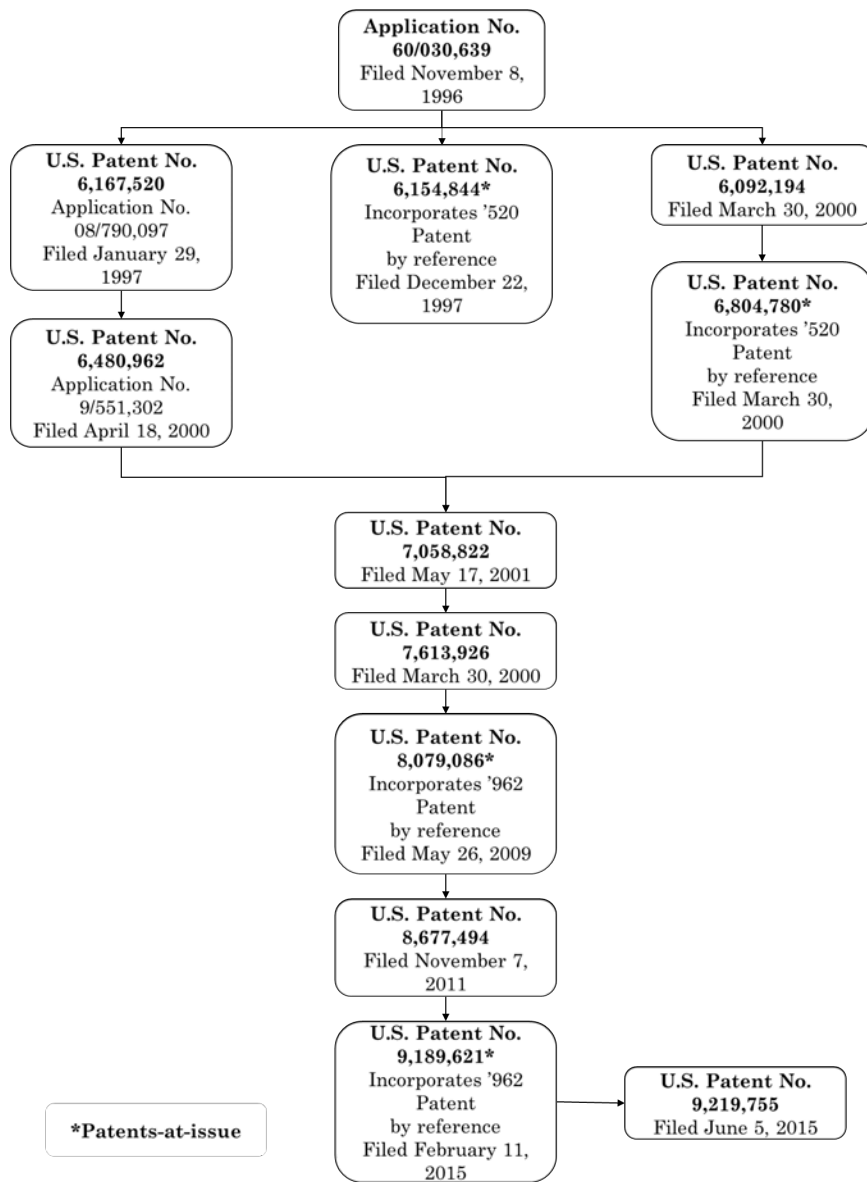 Application No.
60/030,639
Filed November 8,
1996
U.S. Patent No.
6,167,520
Application No.
08/790,097
Filed January 29,
1997
U.S. Patent No.
6,154,844*
Incorporates '520
Patent
by reference
Filed December 22,
1997
U.S. Patent No.
6,092,194
Filed March 30, 2000
U.S. Patent No.
6,480,962
Application No.
9/551,302
Filed April 18, 2000
U.S. Patent No.
6,804,780*
Incorporates '520
Patent
by reference
Filed March 30,
2000
U.S. Patent No.
7,058,822
Filed May 17, 2001
U.S. Patent No.
7,613,926
Filed March 30, 2000
U.S. Patent No.
8,079,086*
Incorporates '962
Patent
by reference
Filed May 26, 2009
U.S. Patent No.
8,677,494
Filed November 7,
2011
U.S. Patent No.
9,189,621*
Incorporates '962
Patent
by reference
Filed February 11,
2015
U.S. Patent No.
9,219,755
Filed June 5, 2015
*Patents-at-issue